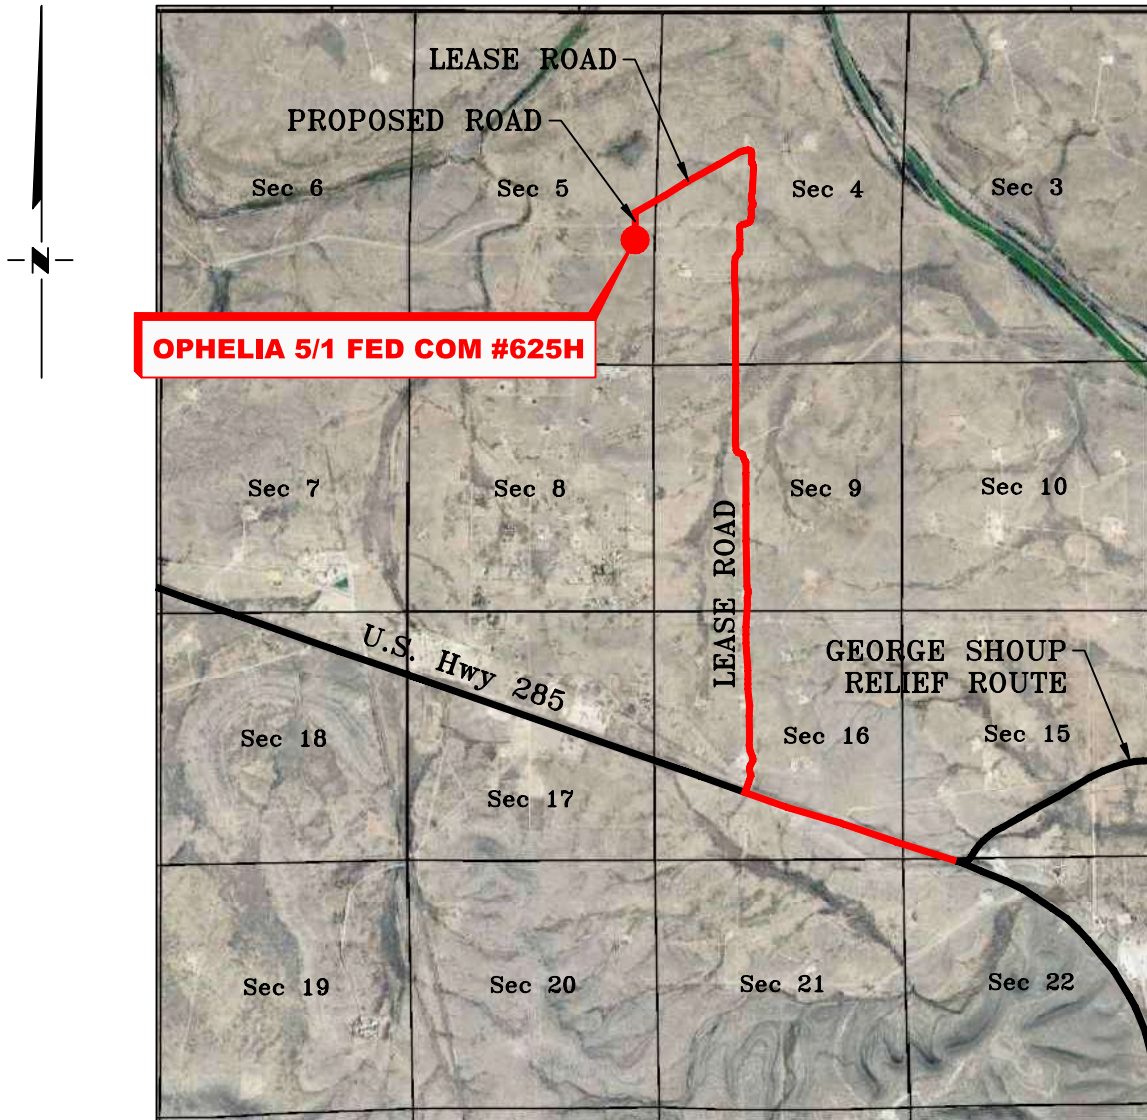 LEASE ROAD
PROPOSED ROAD
Sec 6
Sec 5
Sec 4
Sec 3
N
OPHELIA 5/1 FED COM #625H
Sec 7
Sec 8
Sec 9
Sec 10
LEASE ROAD
U.S. Hwy 285
GEORGE SHOUP
RELIEF ROUTE
Sec 18
Sec 17
Sec 16
Sec 15
Sec 19
Sec 20
Sec 21
Sec 22